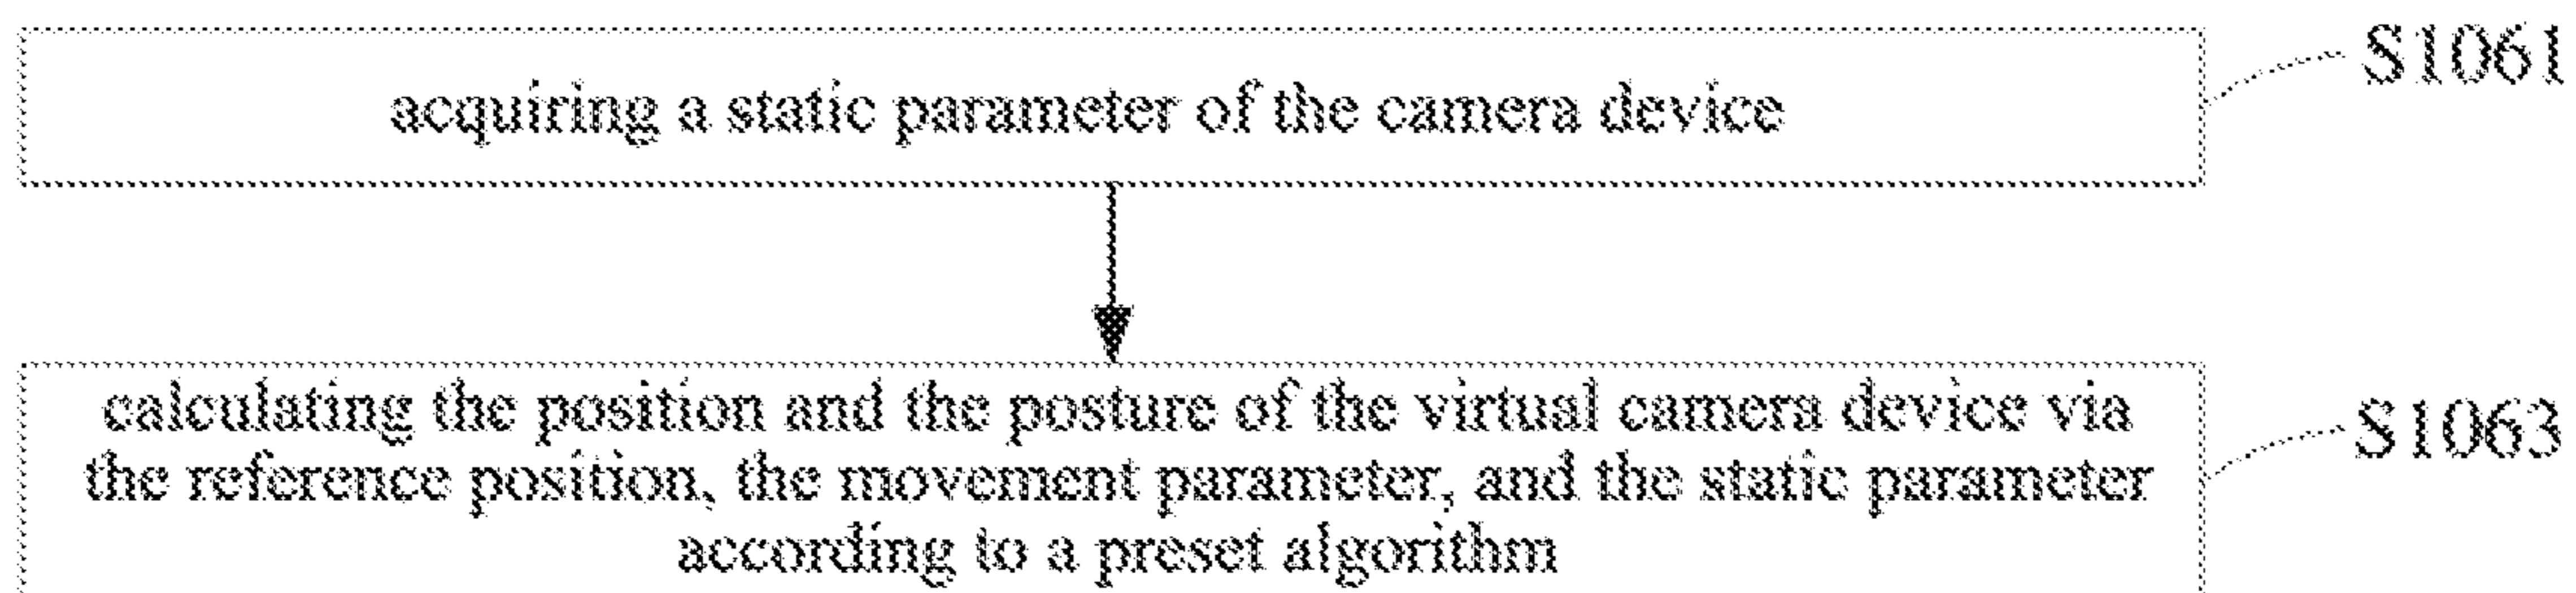 acquiring a static parameter of the camera device
S1061
calculating the position and the posture of the virtual camera device via
the reference position, the movement parameter, and the static parameter
according to a preset algorithm
S1063